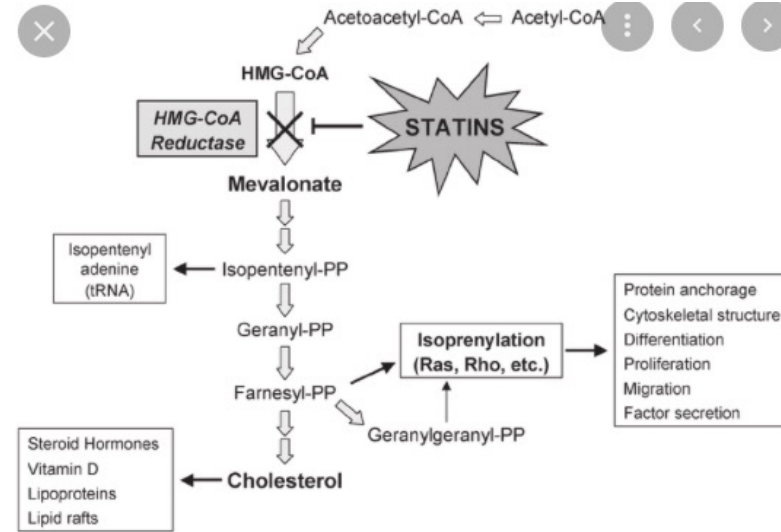 Acetoacetyl-CoA
Acetyl-CoA
HMG-CoA
HMG-CoA
Reductase
STATINS
Mevalonate
Isopentenyl
adenine
(tRNA)
Isopentenyl-PP
Geranyl-PP
Isoprenylation
(Ras, Rho, etc.)
Protein anchorage
Cytoskeletal structure
Differentiation
Proliferation
Migration
Factor secretion
Farnesyl-PP
Geranylgeranyl-PP
Steroid Hormones
Vitamin D
Lipoproteins
Lipid rafts
Cholesterol